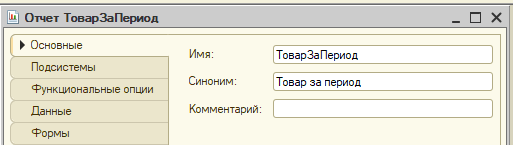 Отчет ТоварЗаПериод
Основные
Подсистемы
Функциональные опции
Данные
Формы
Имя: ТоварЗаПериод
Синоним: Товар за период
Комментарий: